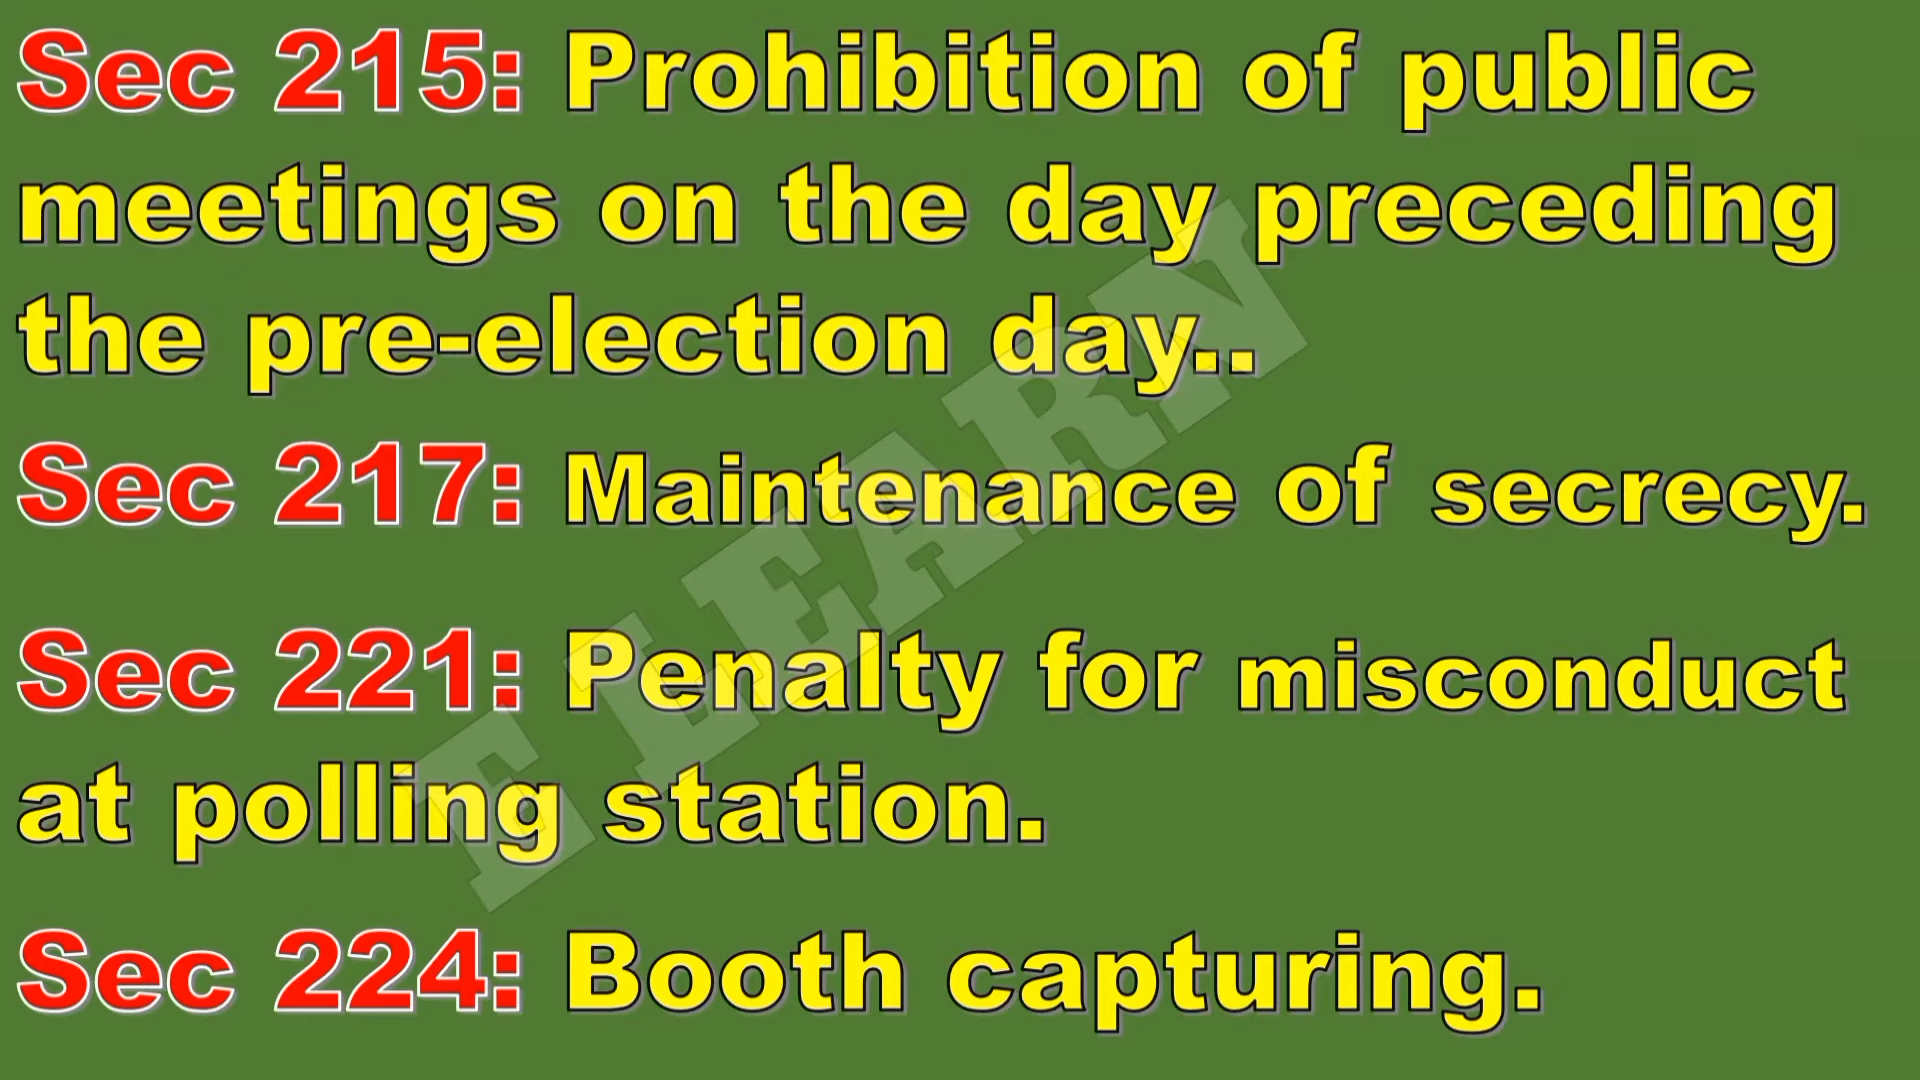 Sec 215: Prohibition of public
meetings on the day preceding
the pre-election day..
Sec 217: Maintenance of secrecy.
Sec 221: Penalty for misconduct
at polling station.
Sec 224: Booth capturing.
E LEARN